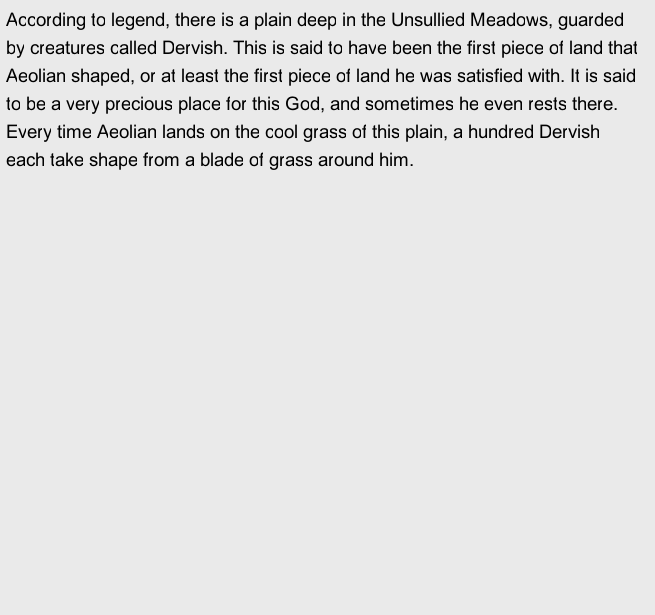 According to legend, there is a plain deep in the Unsullied Meadows, guarded
by creatures called Dervish. This is said to have been the first piece of land that
Aeolian shaped, or at least the first piece of land he was satisfied with. It is said
to be a very precious place for this God, and sometimes he even rests there.
Every time Aeolian lands on the cool grass of this plain, a hundred Dervish
each take shape from a blade of grass around him.